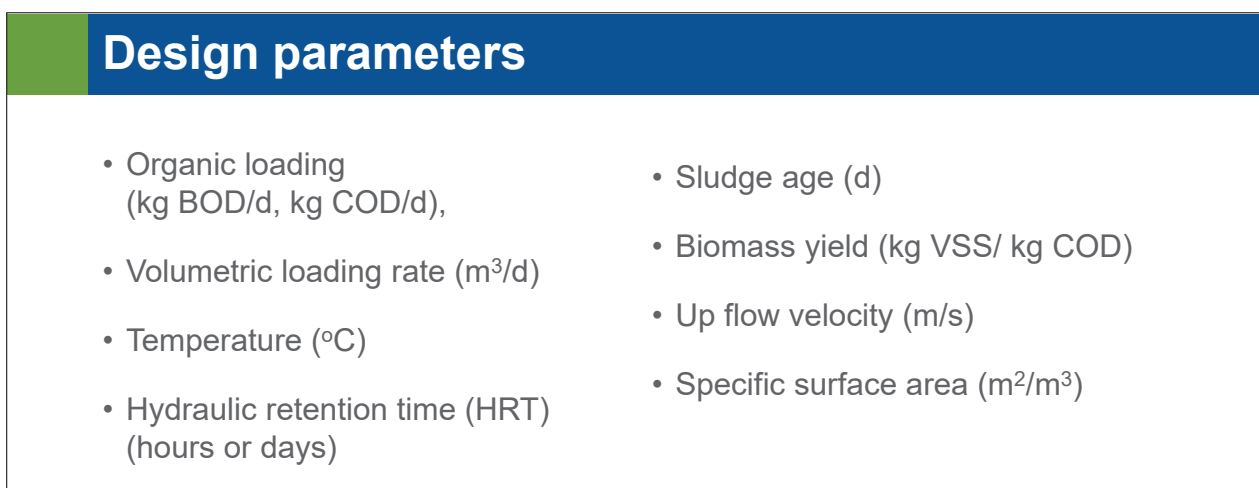 Design parameters
• Organic loading
(kg BOD/d, kg COD/d),
• Volumetric loading rate (m³/d)
• Temperature (ᵒC)
• Hydraulic retention time (HRT)
(hours or days)
• Sludge age (d)
• Biomass yield (kg VSS/ kg COD)
• Up flow velocity (m/s)
• Specific surface area (m²/m³)